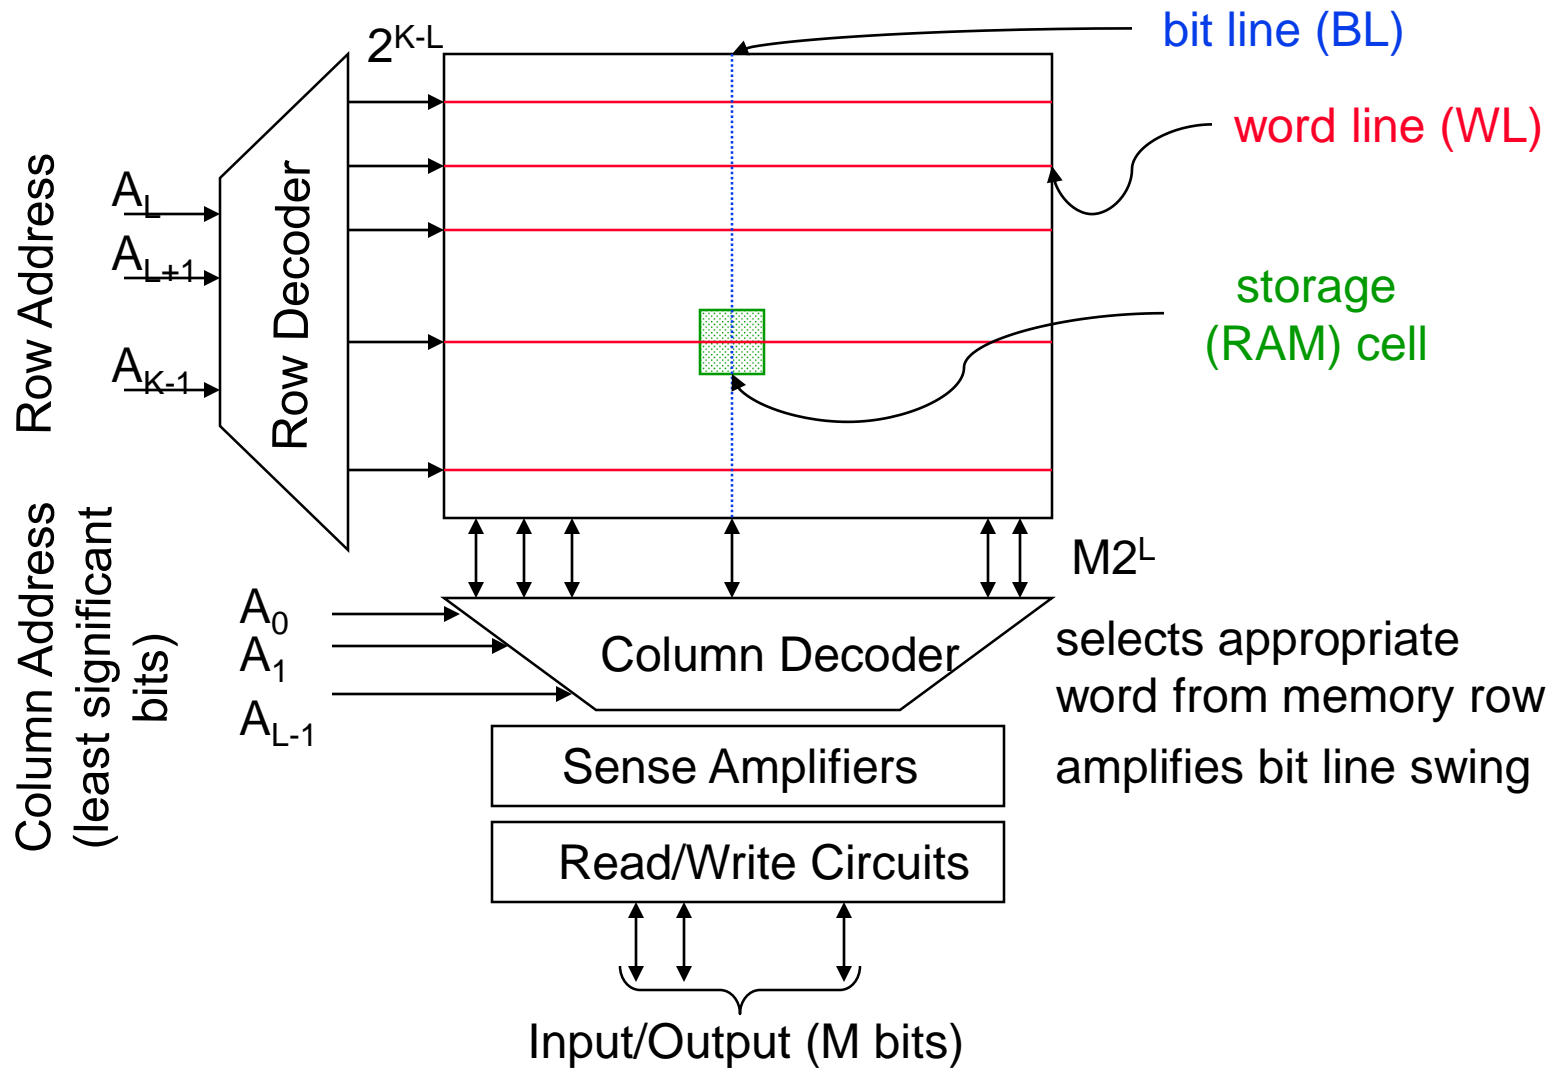 2^K-L
bit line (BL)
word line (WL)
Row Address
A_L
A_L+1
A_K-1
Row Decoder
storage
(RAM) cell
M2^L
Column Address
(least significant
bits)
A_0
A_1
A_L-1
Column Decoder
selects appropriate
word from memory row
Sense Amplifiers
amplifies bit line swing
Read/Write Circuits
Input/Output (M bits)